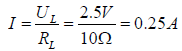 I = U_L / R_L = 2.5V / 10Ω = 0.25A